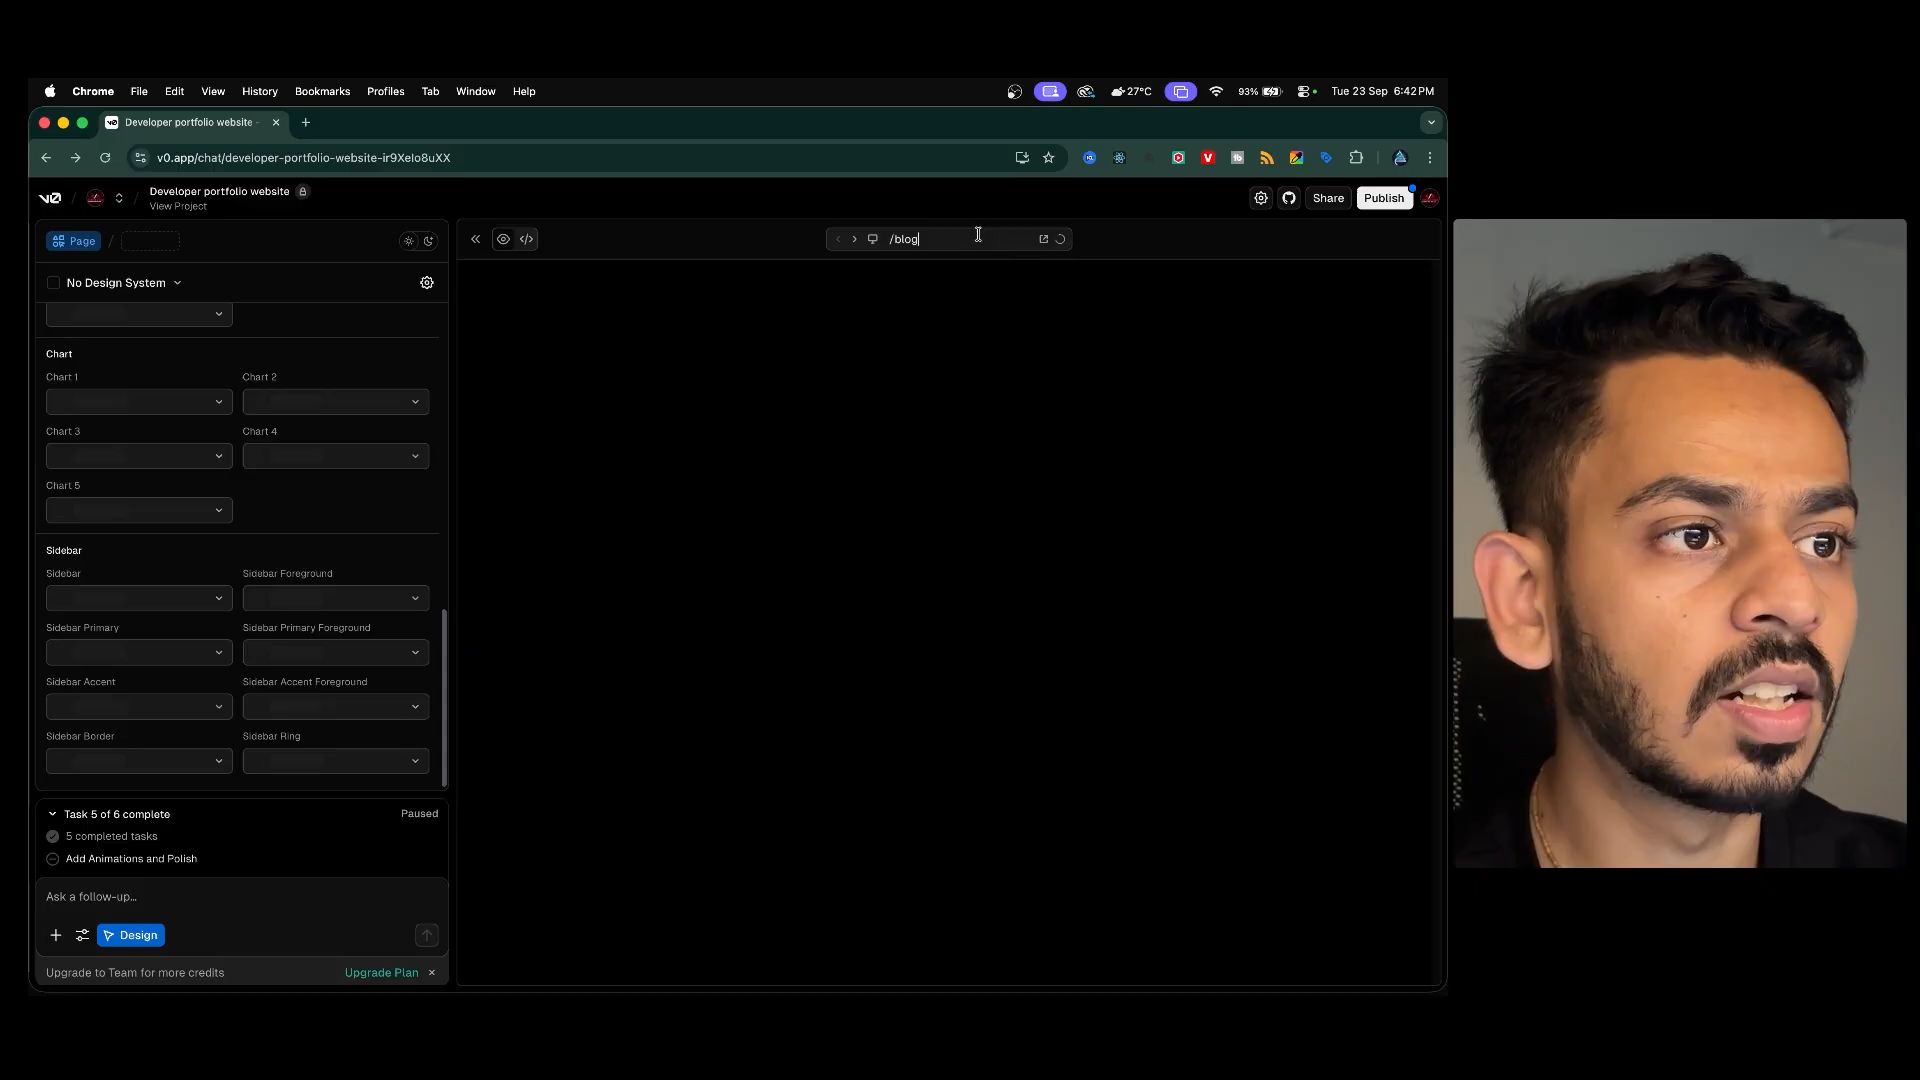 Chrome File Edit View History Bookmarks Profiles Tab Window Help 27°C 93% Tue 23 Sep 6:42PM
Developer portfolio website -
v0.app/chat/developer-portfolio-website-ir9Xelo8uXX
v0 / / Developer portfolio website
View Project
Share Publish
Page /
/blog
No Design System
Chart
Chart 1 Chart 2
Chart 3 Chart 4
Chart 5
Sidebar
Sidebar Sidebar Foreground
Sidebar Primary Sidebar Primary Foreground
Sidebar Accent Sidebar Accent Foreground
Sidebar Border Sidebar Ring
Task 5 of 6 complete Paused
5 completed tasks
Add Animations and Polish
Ask a follow-up...
Design
Upgrade to Team for more credits Upgrade Plan